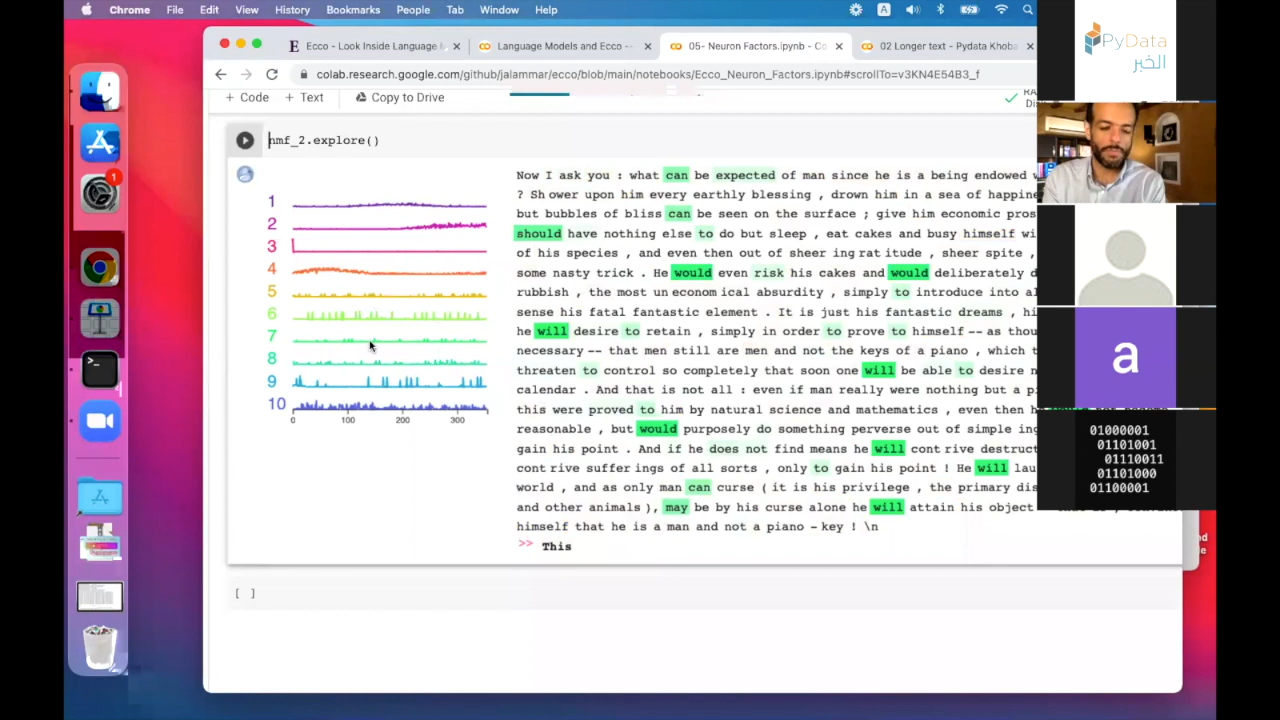 Chrome File Edit View History Bookmarks People Tab Window Help A
Ecco - Look Inside Language Language Models and Ecco -- 05- Neuron Factors.ipynb - Co 02 Longer text - Pydata Khoba
colab.research.google.com/github/jalammar/ecco/blob/main/notebooks/Ecco_Neuron_Factors.ipynb#scrollTo=v3KN4E54B3_f
+ Code + Text Copy to Drive
nmf_2.explore()
Now I ask you : what can be expected of man since he is a being endowed
? Sh ower upon him every earthly blessing , drown him in a sea of happine
but bubbles of bliss can be seen on the surface ; give him economic pros
should have nothing else to do but sleep , eat cakes and busy himself wi
of his species , and even then out of sheer ing rat itude , sheer spite ,
some nasty trick . He would even risk his cakes and would deliberately d
rubbish , the most un econom ical absurdity , simply to introduce into al
sense his fatal fantastic element . It is just his fantastic dreams , hi
he will desire to retain , simply in order to prove to himself -- as thou
necessary -- that men still are men and not the keys of a piano , which t
threaten to control so completely that soon one will be able to desire n
calendar . And that is not all : even if man really were nothing but a pi
this were proved to him by natural science and mathematics , even then h
reasonable , but would purposely do something perverse out of simple ing
gain his point . And if he does not find means he will cont rive destruct
cont rive suffer ings of all sorts , only to gain his point ! He will lau
world , and as only man can curse ( it is his privilege , the primary dis
and other animals ), may be by his curse alone he will attain his object
himself that he is a man and not a piano - key ! \n
>> This
1
2
3
4
5
6
7
8
9
10
0 100 200 300
[ ]
1
>_
PyData
الخبر
a
01000001
01101001
01110011
01101000
01100001